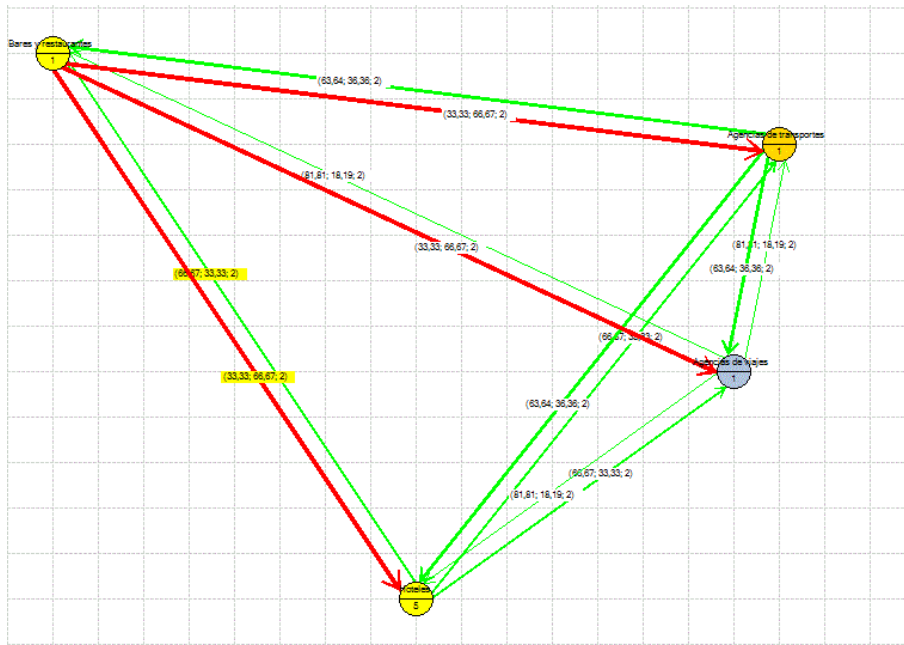 Bares y restaurantes
1
(63,64; 36,36; 2)
(33,33; 66,67; 2)
Agencias de transportes
1
(81,81; 18,19; 2)
(33,33; 66,67; 2)
(81,81; 18,19; 2)
(63,64; 36,36; 2)
(66,67; 33,33; 2)
(66,67; 33,33; 2)
Agencias de viajes
1
(33,33; 66,67; 2)
(63,64; 36,36; 2)
(66,67; 33,33; 2)
(81,81; 18,19; 2)
Hoteles
5